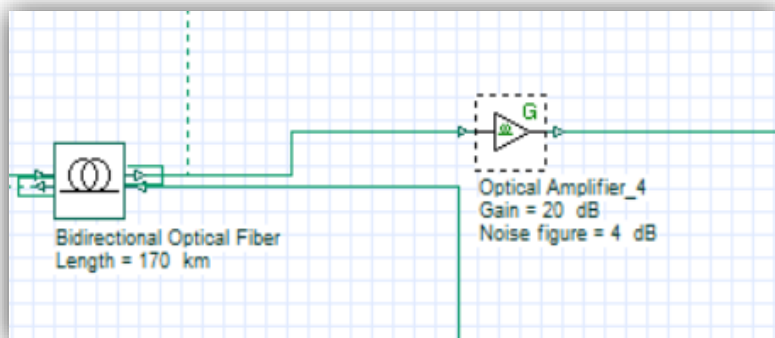 G
Optical Amplifier_4
Gain = 20 dB
Noise figure = 4 dB
Bidirectional Optical Fiber
Length = 170 km